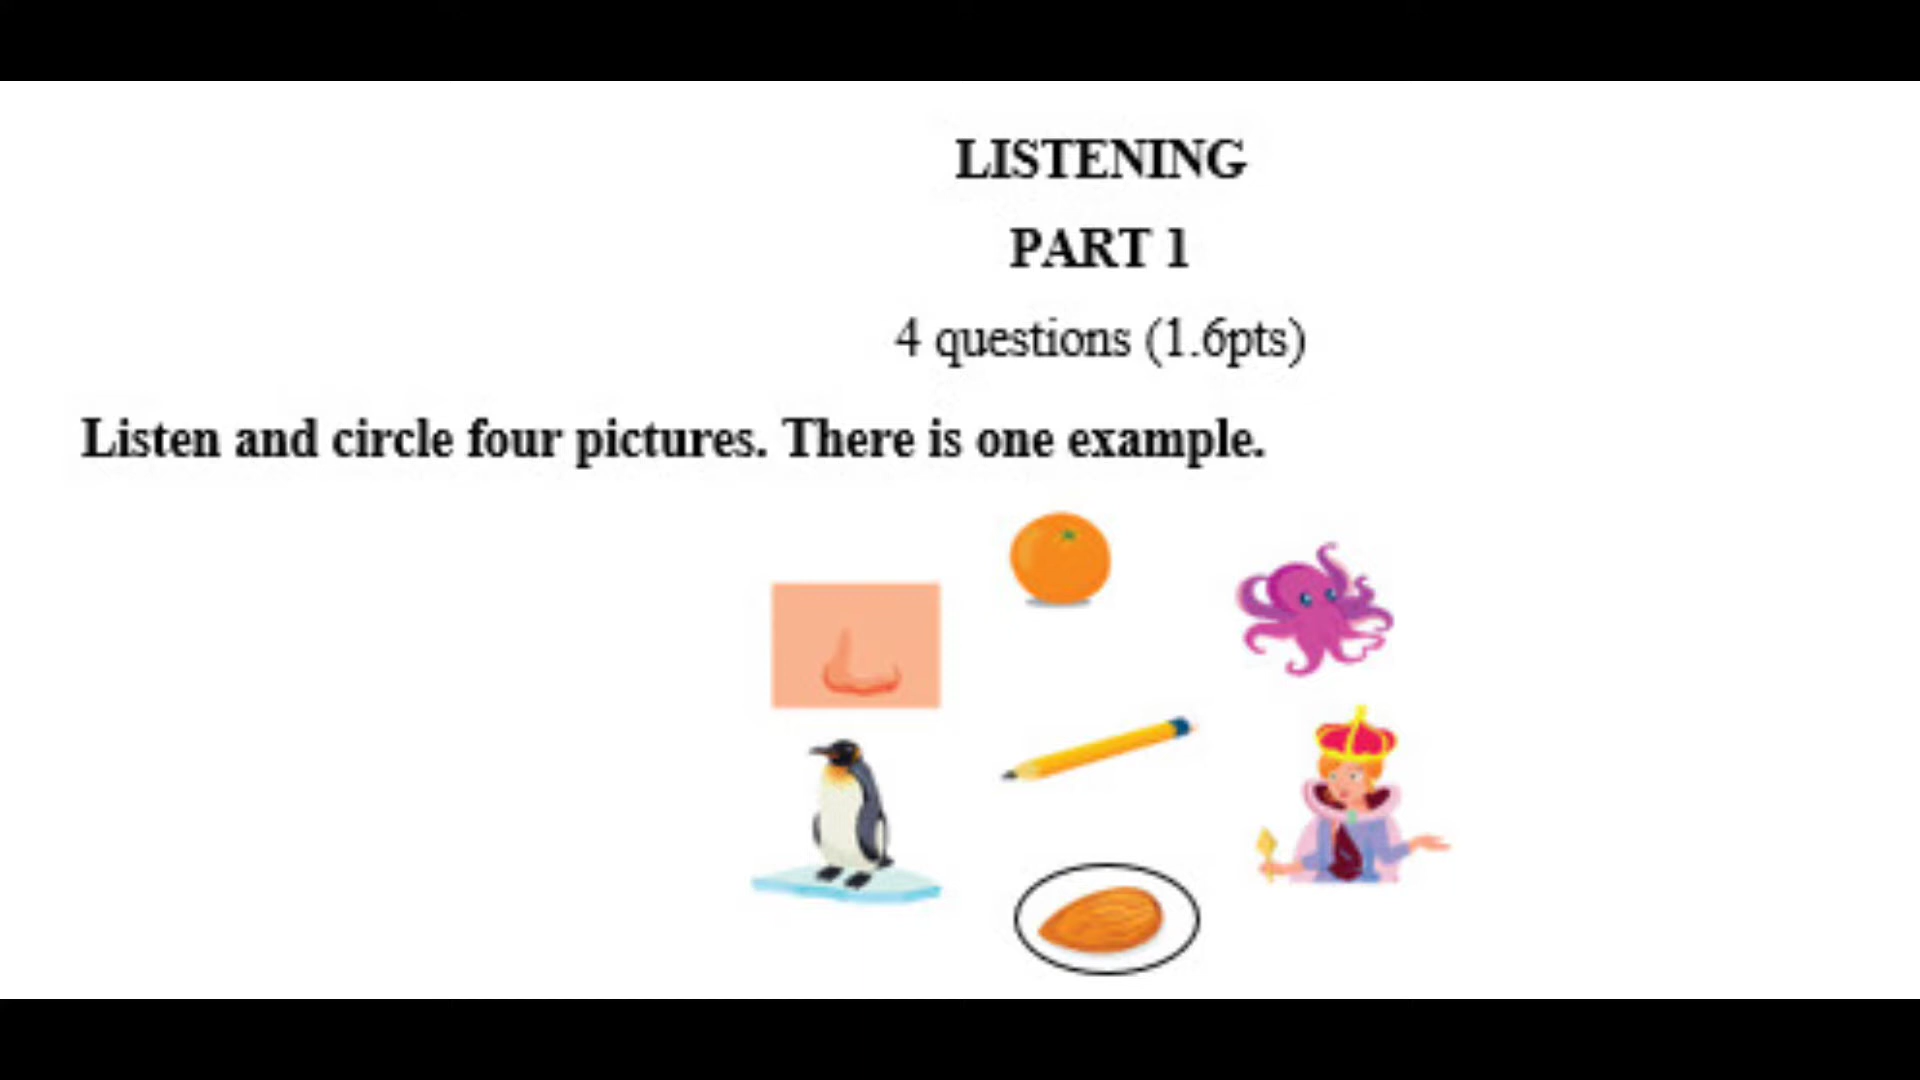 LISTENING
PART 1
4 questions (1.6pts)
Listen and circle four pictures. There is one example.